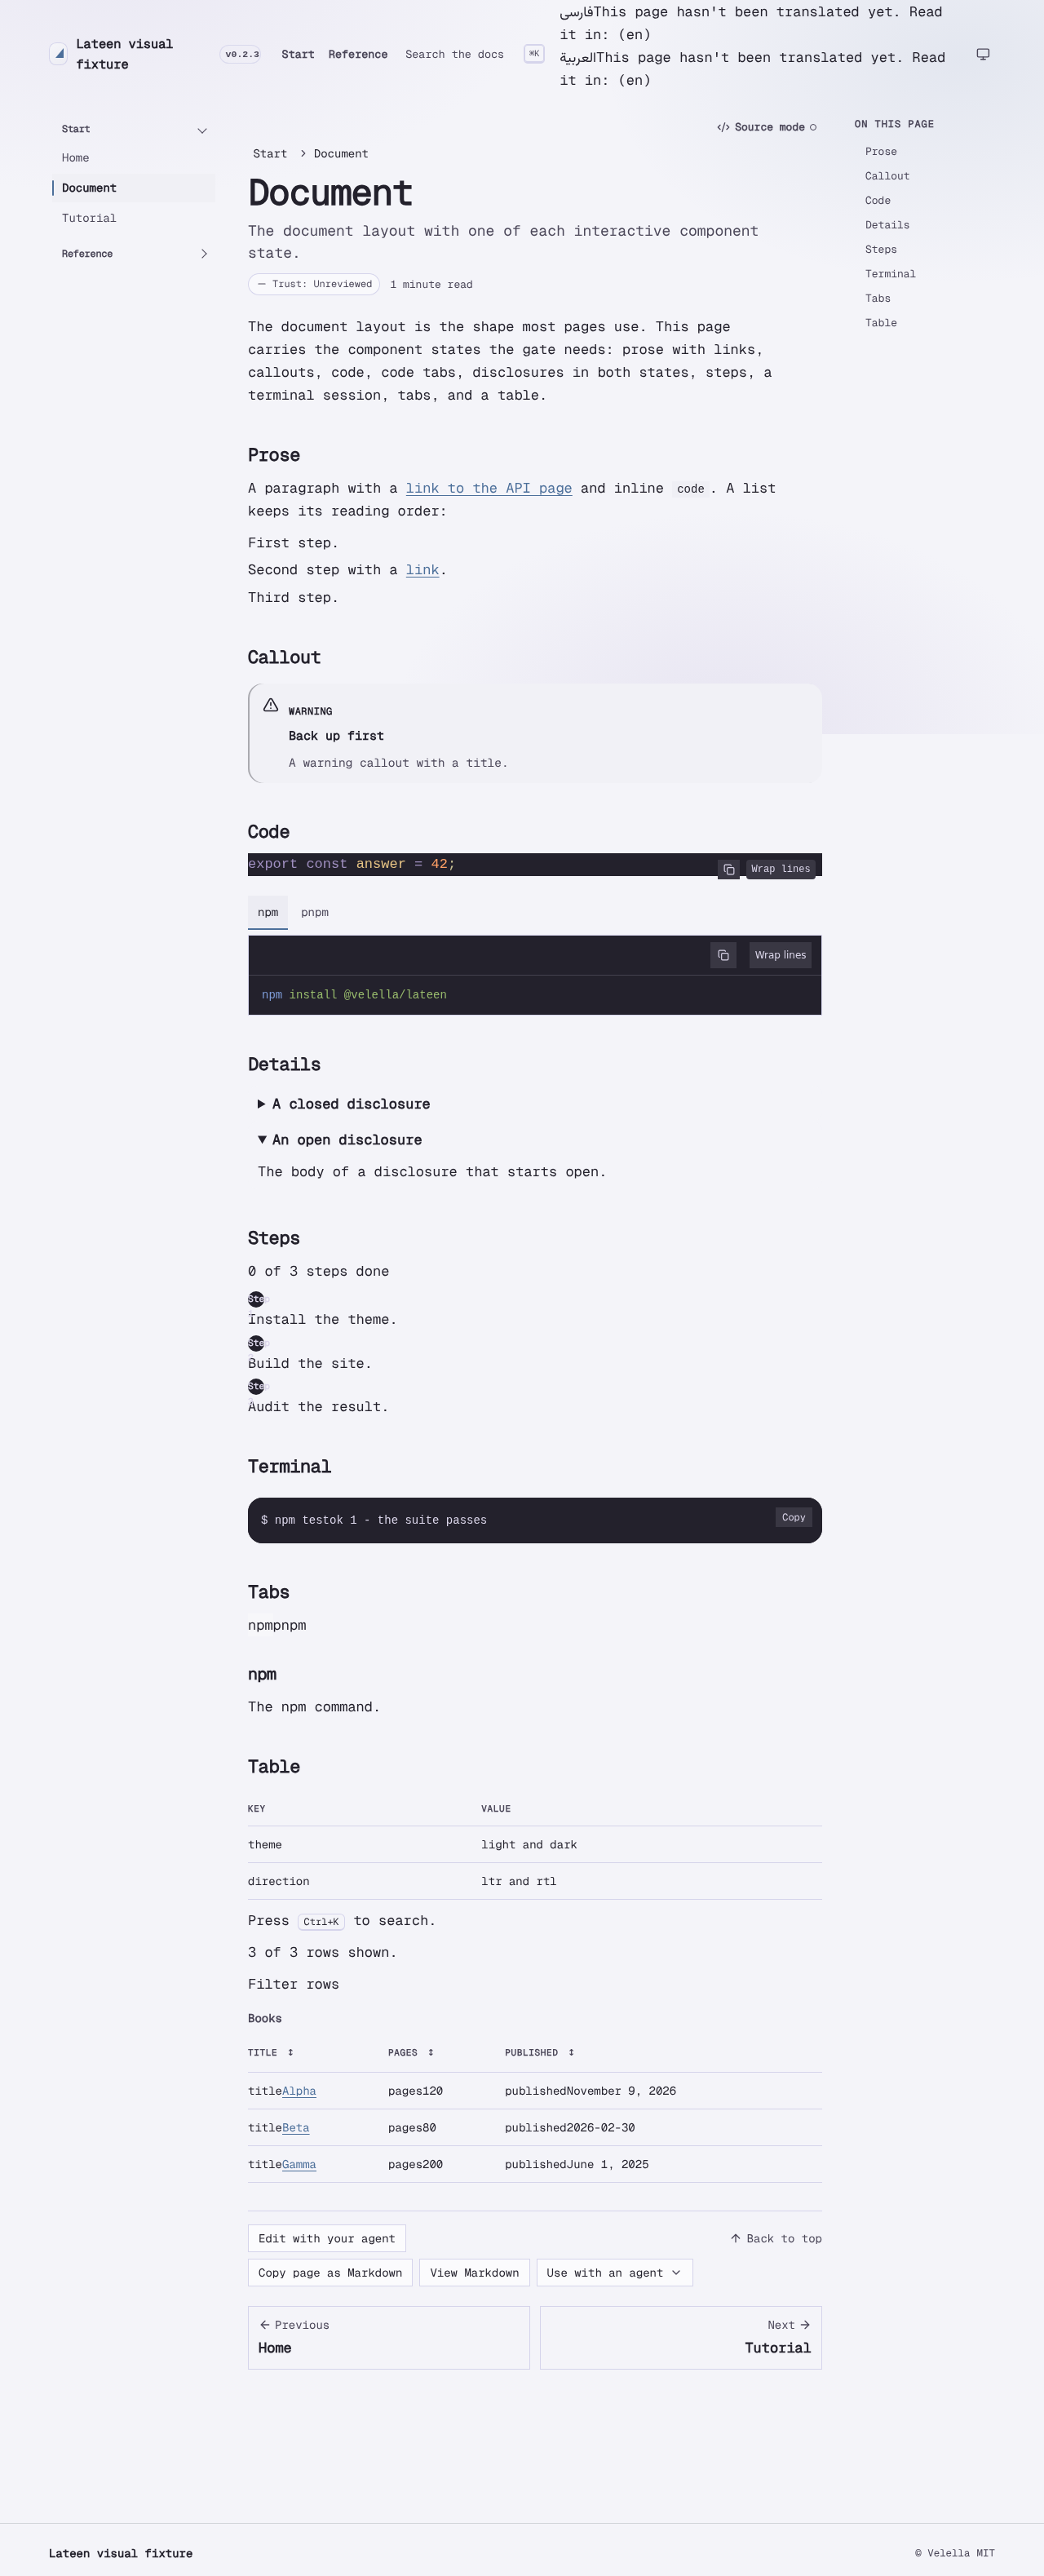 Lateen visual
fixture
v0.2.3
Start
Reference
Search the docs
⌘K
فارسیThis page hasn't been translated yet. Read
it in: (en)
العربيةThis page hasn't been translated yet. Read
it in: (en)
Start
Home
Document
Tutorial
Reference
Source mode
Start > Document
Document
The document layout with one of each interactive component
state.
— Trust: Unreviewed
1 minute read
The document layout is the shape most pages use. This page
carries the component states the gate needs: prose with links,
callouts, code, code tabs, disclosures in both states, steps, a
terminal session, tabs, and a table.
Prose
A paragraph with a link to the API page and inline code. A list
keeps its reading order:
First step.
Second step with a link.
Third step.
Callout
WARNING
Back up first
A warning callout with a title.
Code
export const answer = 42;
Wrap lines
npm
pnpm
Wrap lines
npm install @velella/lateen
Details
A closed disclosure
An open disclosure
The body of a disclosure that starts open.
Steps
0 of 3 steps done
Step
Install the theme.
Step
Build the site.
Step
Audit the result.
Terminal
$ npm testok 1 - the suite passes
Copy
Tabs
npmpnpm
npm
The npm command.
Table
KEY VALUE
theme light and dark
direction ltr and rtl
Press Ctrl+K to search.
3 of 3 rows shown.
Filter rows
Books
TITLE ↕ PAGES ↕ PUBLISHED ↕
titleAlpha pages120 publishedNovember 9, 2026
titleBeta pages80 published2026-02-30
titleGamma pages200 publishedJune 1, 2025
Edit with your agent
↑ Back to top
Copy page as Markdown
View Markdown
Use with an agent
← Previous
Home
Next →
Tutorial
ON THIS PAGE
Prose
Callout
Code
Details
Steps
Terminal
Tabs
Table
Lateen visual fixture
© Velella MIT